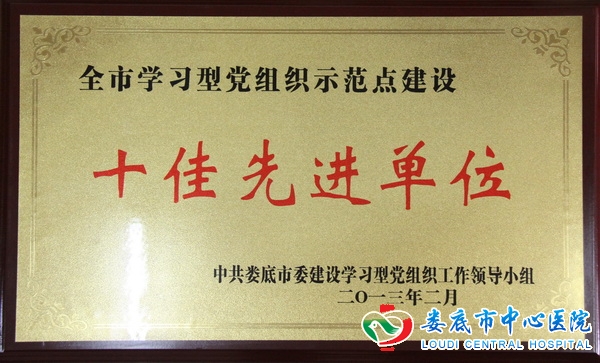 全市学习型党组织示范点建设
十佳先进单位
中共娄底市委建设学习型党组织工作领导小组
二〇一三年二月
娄底市中心医院
LOUDI CENTRAL HOSPITAL